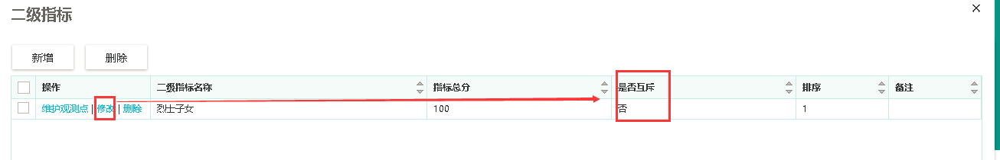 二级指标
新增 删除
操作 二级指标名称 指标总分 是否互斥 排序 备注
维护观测点 | 修改 | 删除 烈士子女 100 否 1